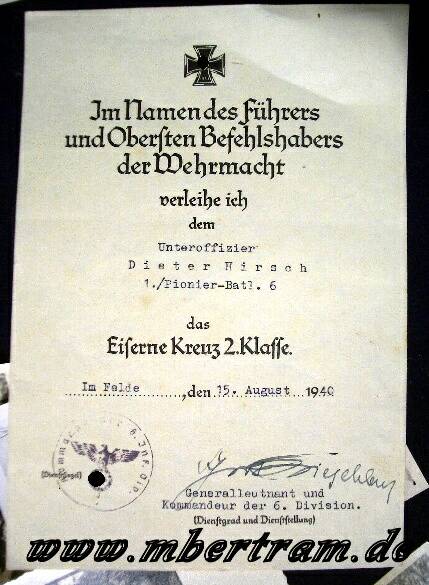 Im Namen des Führers
und Obersten Befehlshabers
der Wehrmacht
verleihe ich
dem
Unteroffizier
Dieter Hirsch
1./Pionier-Batl. 6
das
Eiserne Kreuz 2. Klasse.
Im Felde, den 15. August 1940
(Dienstsiegel)
Generalleutnant und
Kommandeur der 6. Division.
(Dienstgrad und Dienststellung)
www.mbertram.de